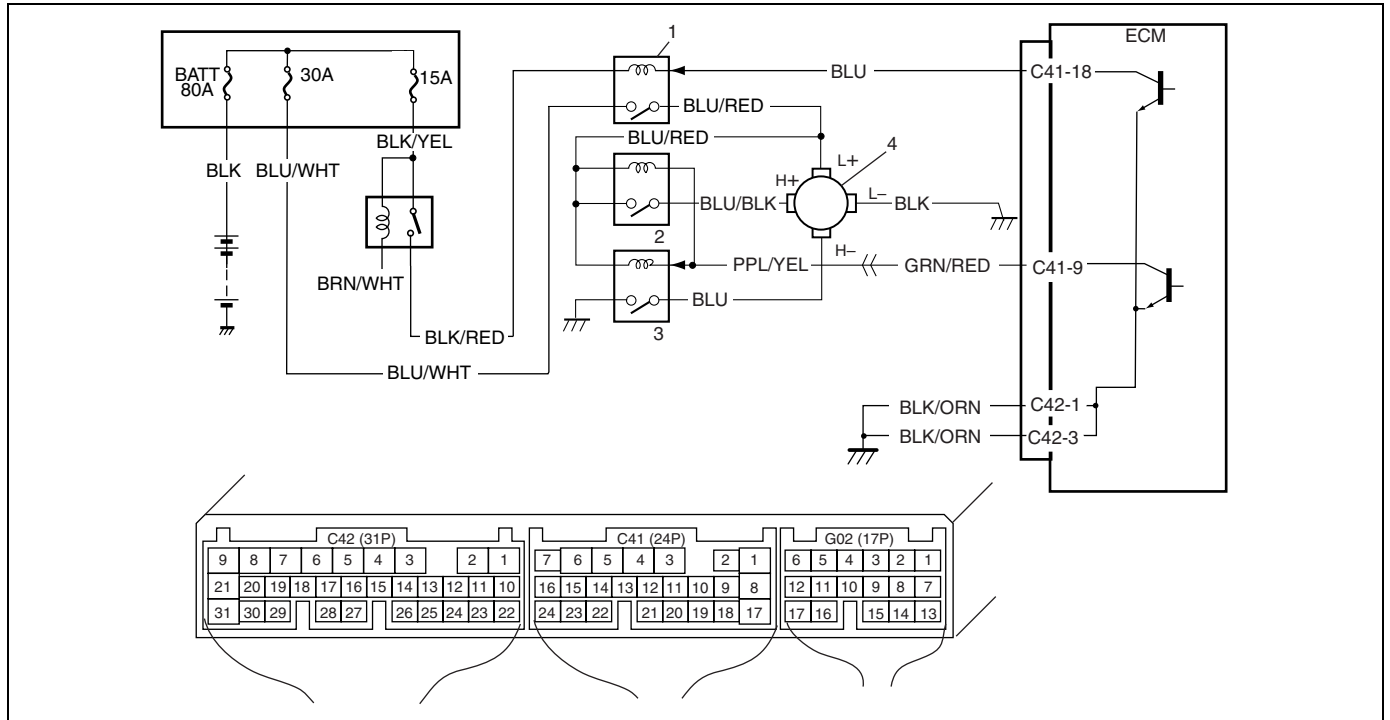 ECM
1
BATT
80A
30A
15A
BLU
C41-18
BLU/RED
BLK/YEL
BLU/RED
4
BLK
BLU/WHT
L+
H+
L–
BLU/BLK
BLK
2
H–
BRN/WHT
PPL/YEL
GRN/RED
C41-9
BLU
BLK/RED
3
BLU/WHT
BLK/ORN
C42-1
BLK/ORN
C42-3
C42 (31P)
C41 (24P)
G02 (17P)
9 8 7 6 5 4 3 2 1
7 6 5 4 3 2 1
6 5 4 3 2 1
21 20 19 18 17 16 15 14 13 12 11 10
16 15 14 13 12 11 10 9 8
12 11 10 9 8 7
31 30 29 28 27 26 25 24 23 22
24 23 22 21 20 19 18 17
17 16 15 14 13